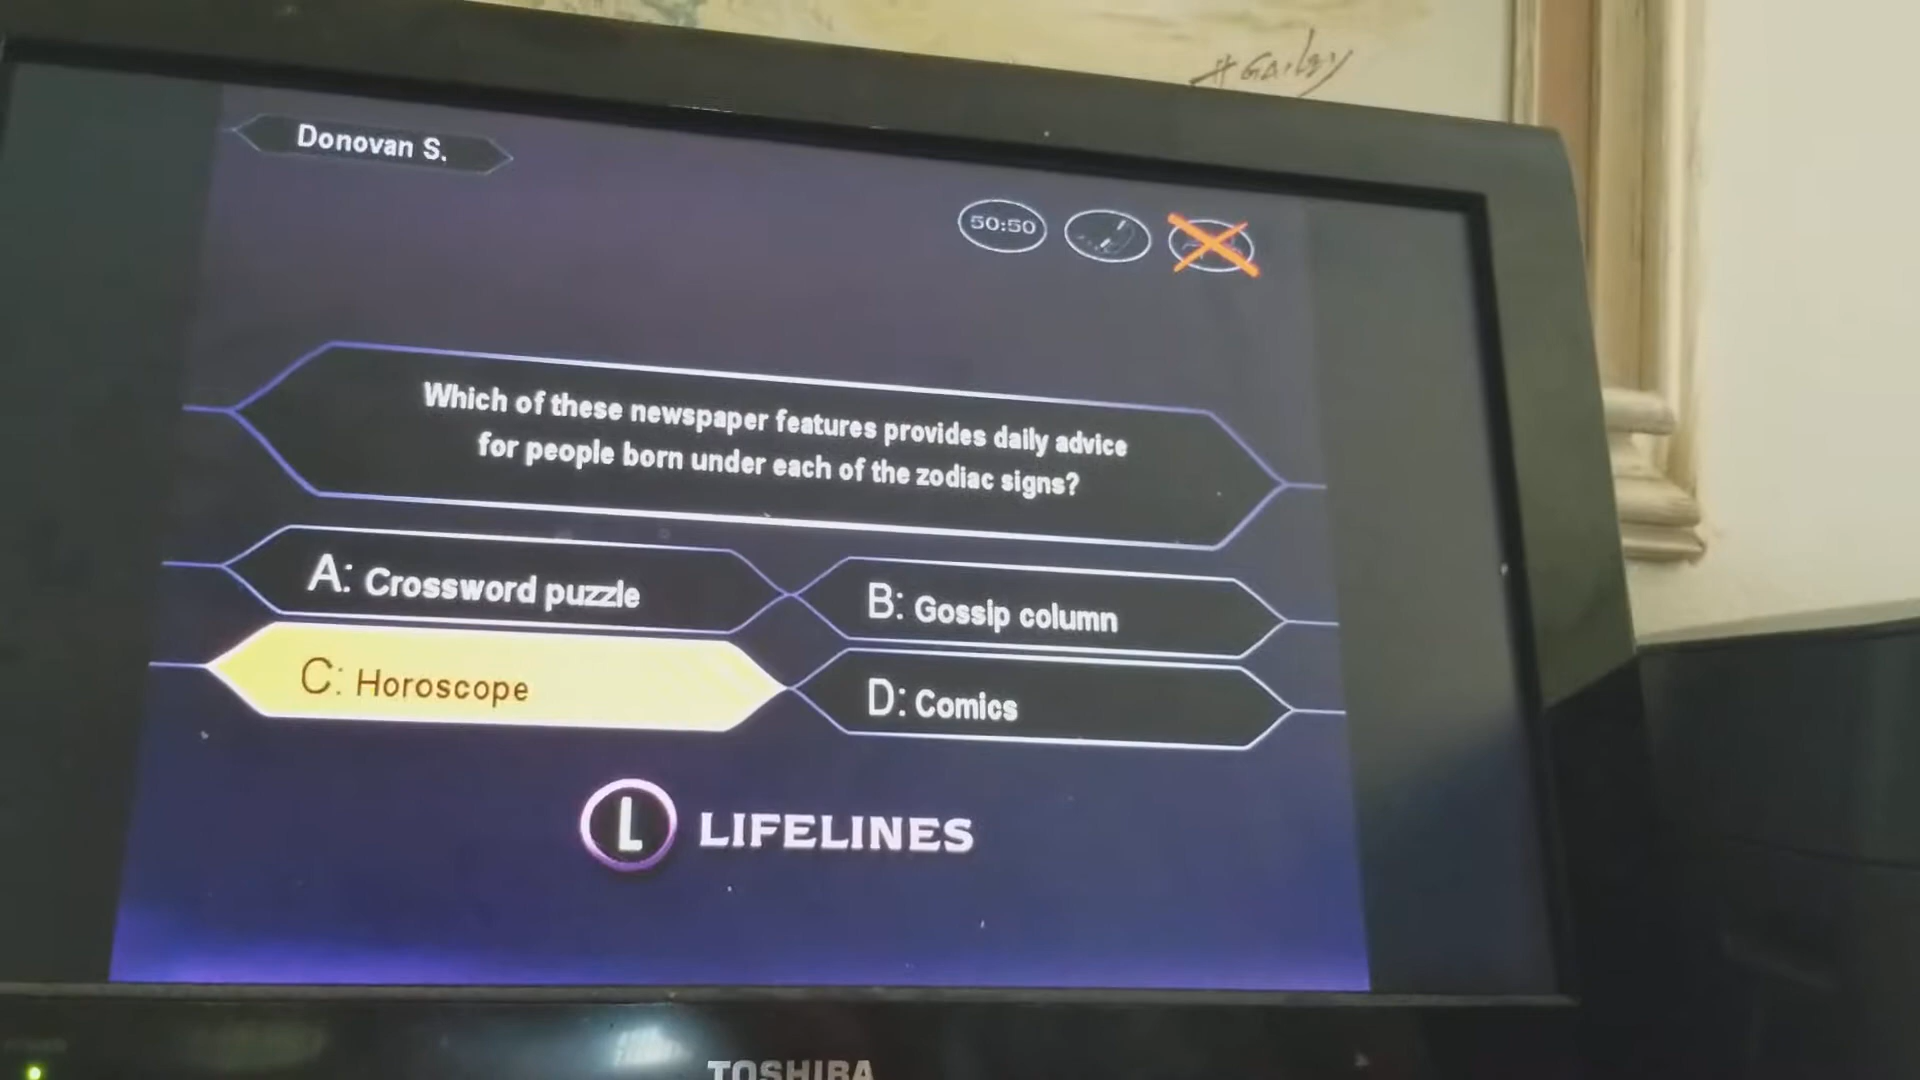 # Gailey
Donovan S.
50:50
Which of these newspaper features provides daily advice
for people born under each of the zodiac signs?
A: Crossword puzzle
B: Gossip column
C: Horoscope
D: Comics
L LIFELINES
TOSHIBA